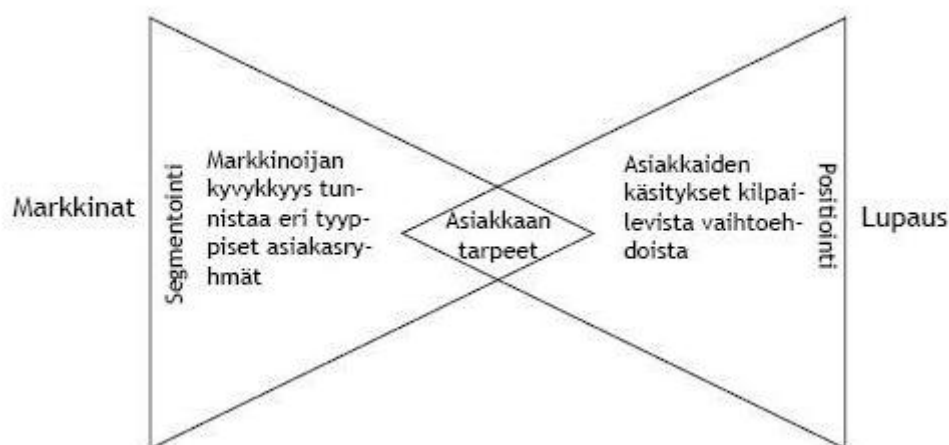 Markkinat
Segmentointi
Markkinoijan
kyvykkyys tun-
nistaa eri tyyp-
piset asiakasry-
hmät
Asiakkaan
tarpeet
Asiakkaiden
käsitykset kilpai-
levista vaihtoeh-
doista
Positiointi
Lupaus